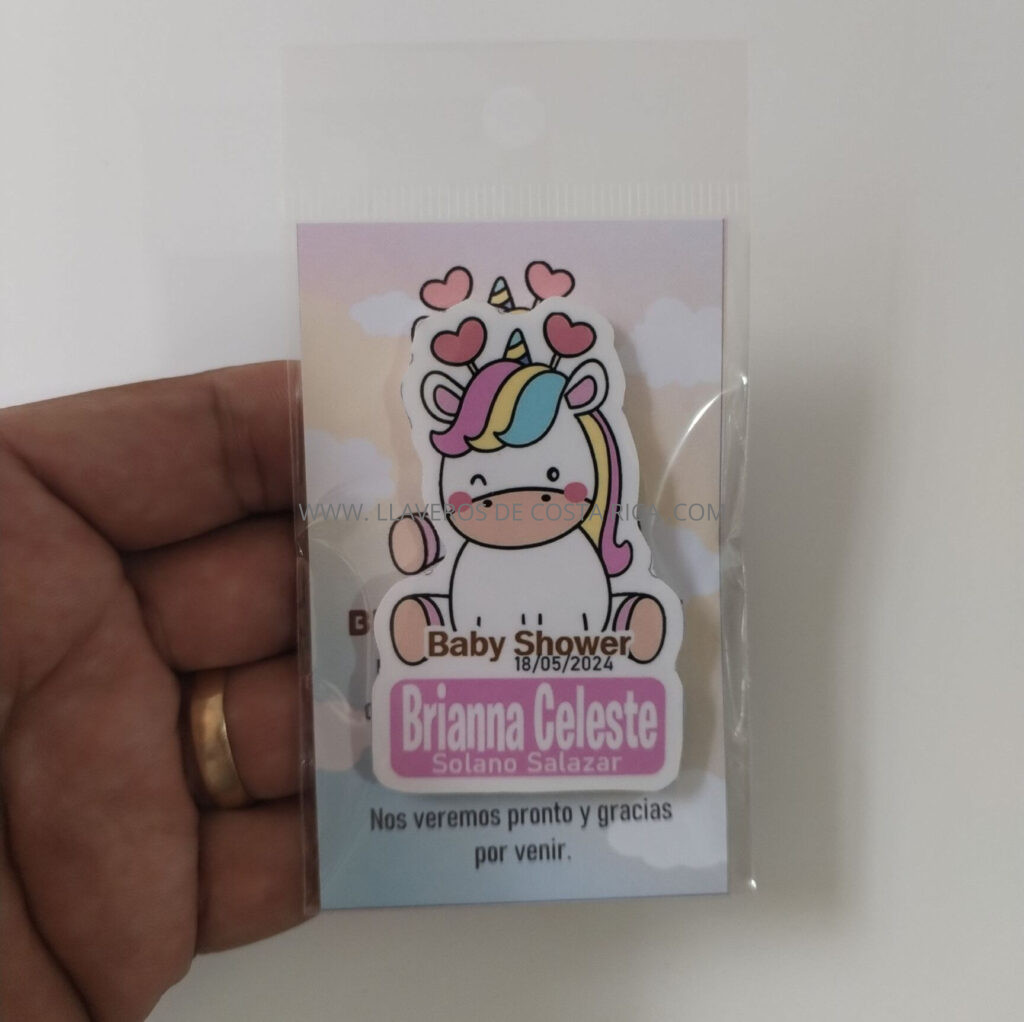 WWW. LLAVEROS DE COSTA RICA. COM
Baby Shower
18/05/2024
Brianna Celeste
Solano Salazar
Nos veremos pronto y gracias
por venir.